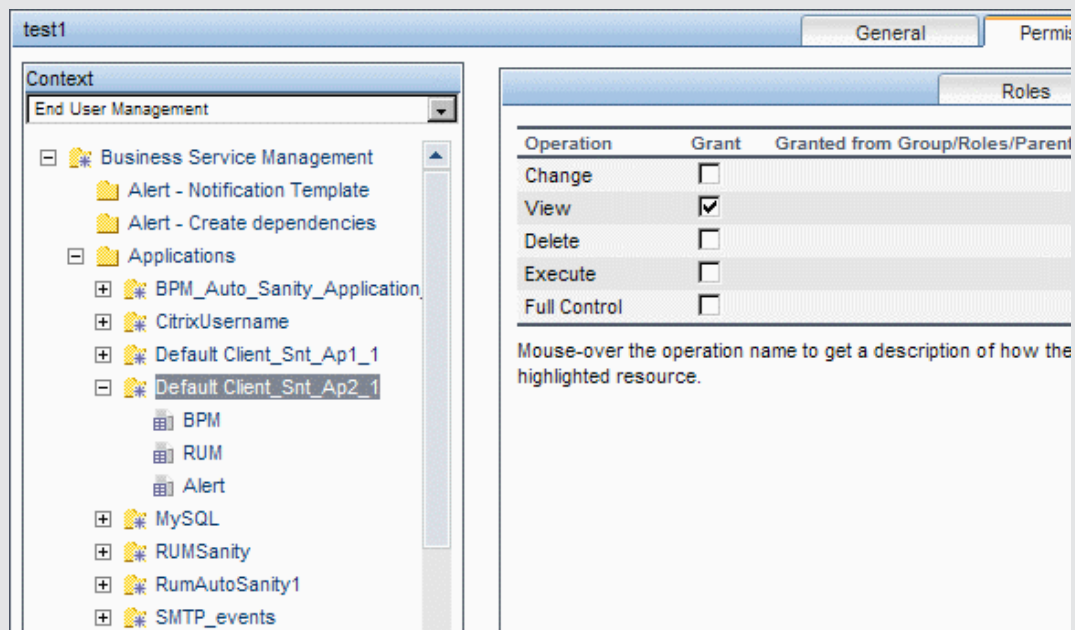 test1
General
Permis
Context
End User Management
Business Service Management
Alert - Notification Template
Alert - Create dependencies
Applications
BPM_Auto_Sanity_Application_
CitrixUsername
Default Client_Snt_Ap1_1
Default Client_Snt_Ap2_1
BPM
RUM
Alert
MySQL
RUMSanity
RumAutoSanity1
SMTP_events
Roles
Operation Grant Granted from Group/Roles/Parent
Change
View
Delete
Execute
Full Control
Mouse-over the operation name to get a description of how the
highlighted resource.